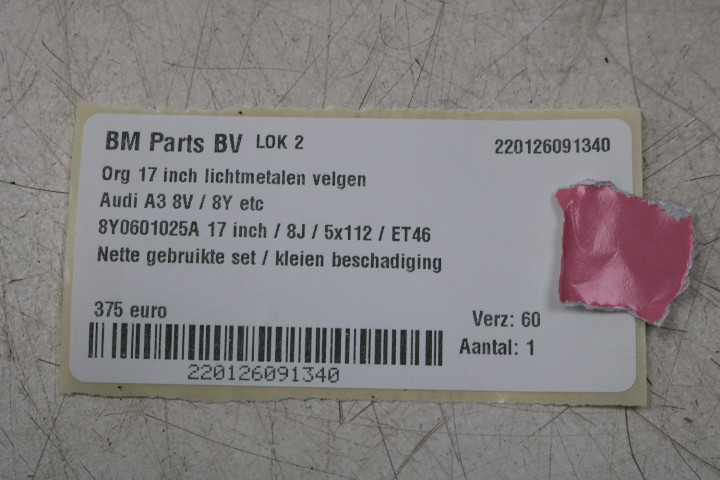 BM Parts BV LOK 2 220126091340
Org 17 inch lichtmetalen velgen
Audi A3 8V / 8Y etc
8Y0601025A 17 inch / 8J / 5x112 / ET46
Nette gebruikte set / kleien beschadiging
375 euro Verz: 60
Aantal: 1
220126091340